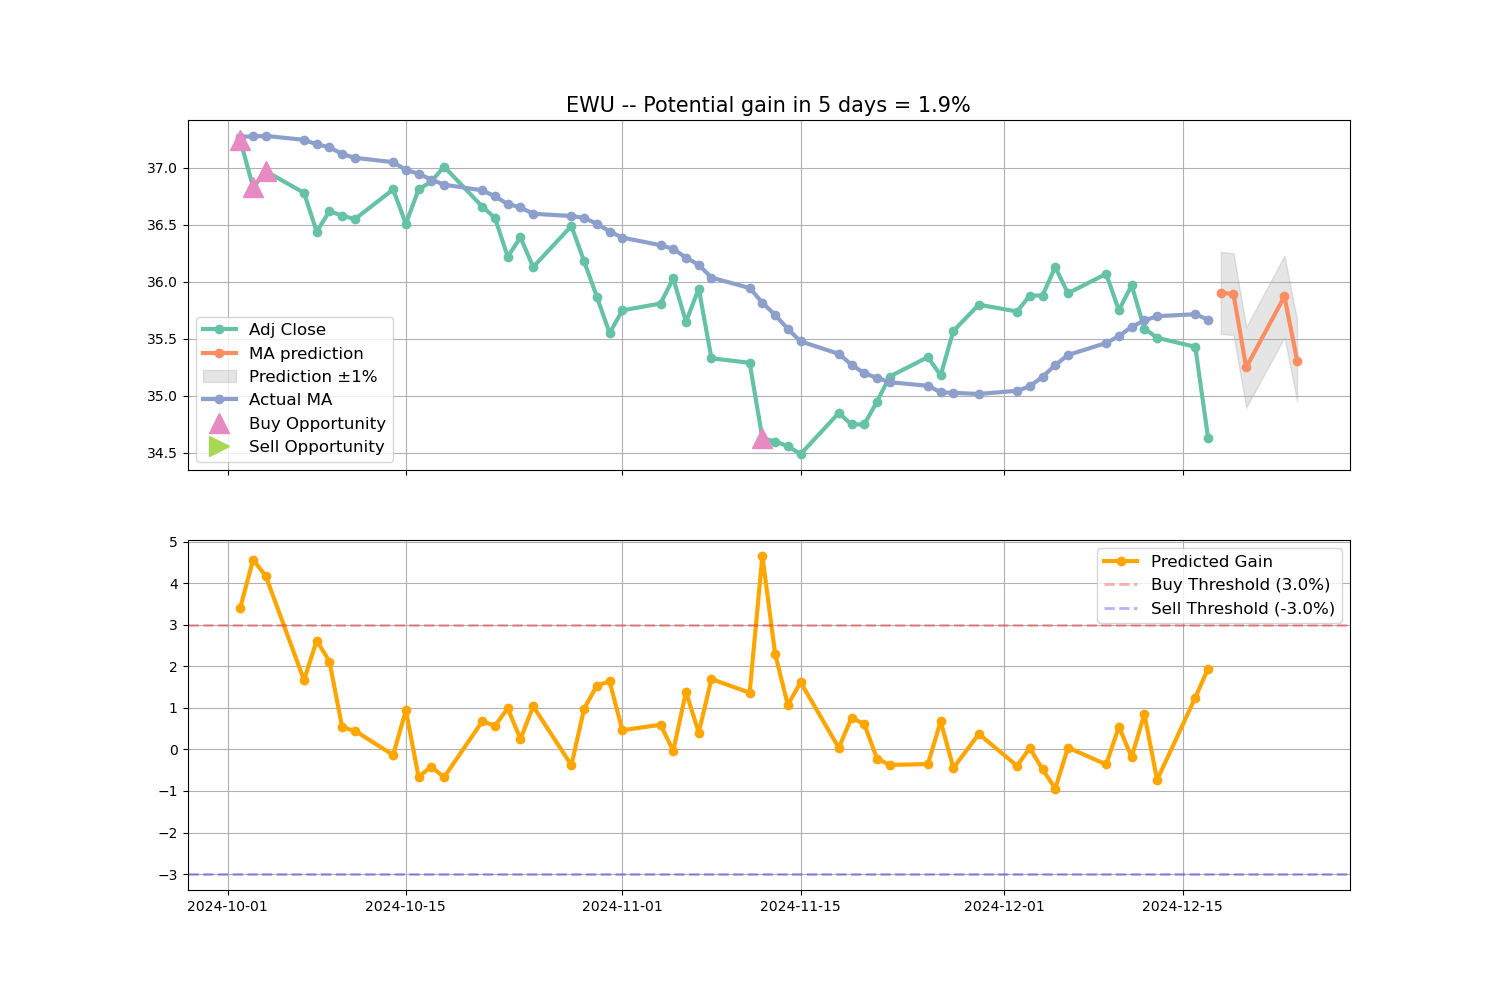 EWU -- Potential gain in 5 days = 1.9%
37.0
36.5
36.0
35.5
35.0
34.5
Adj Close
MA prediction
Prediction ±1%
Actual MA
Buy Opportunity
Sell Opportunity
5
4
3
2
1
0
−1
−2
−3
Predicted Gain
Buy Threshold (3.0%)
Sell Threshold (-3.0%)
2024-10-01
2024-10-15
2024-11-01
2024-11-15
2024-12-01
2024-12-15